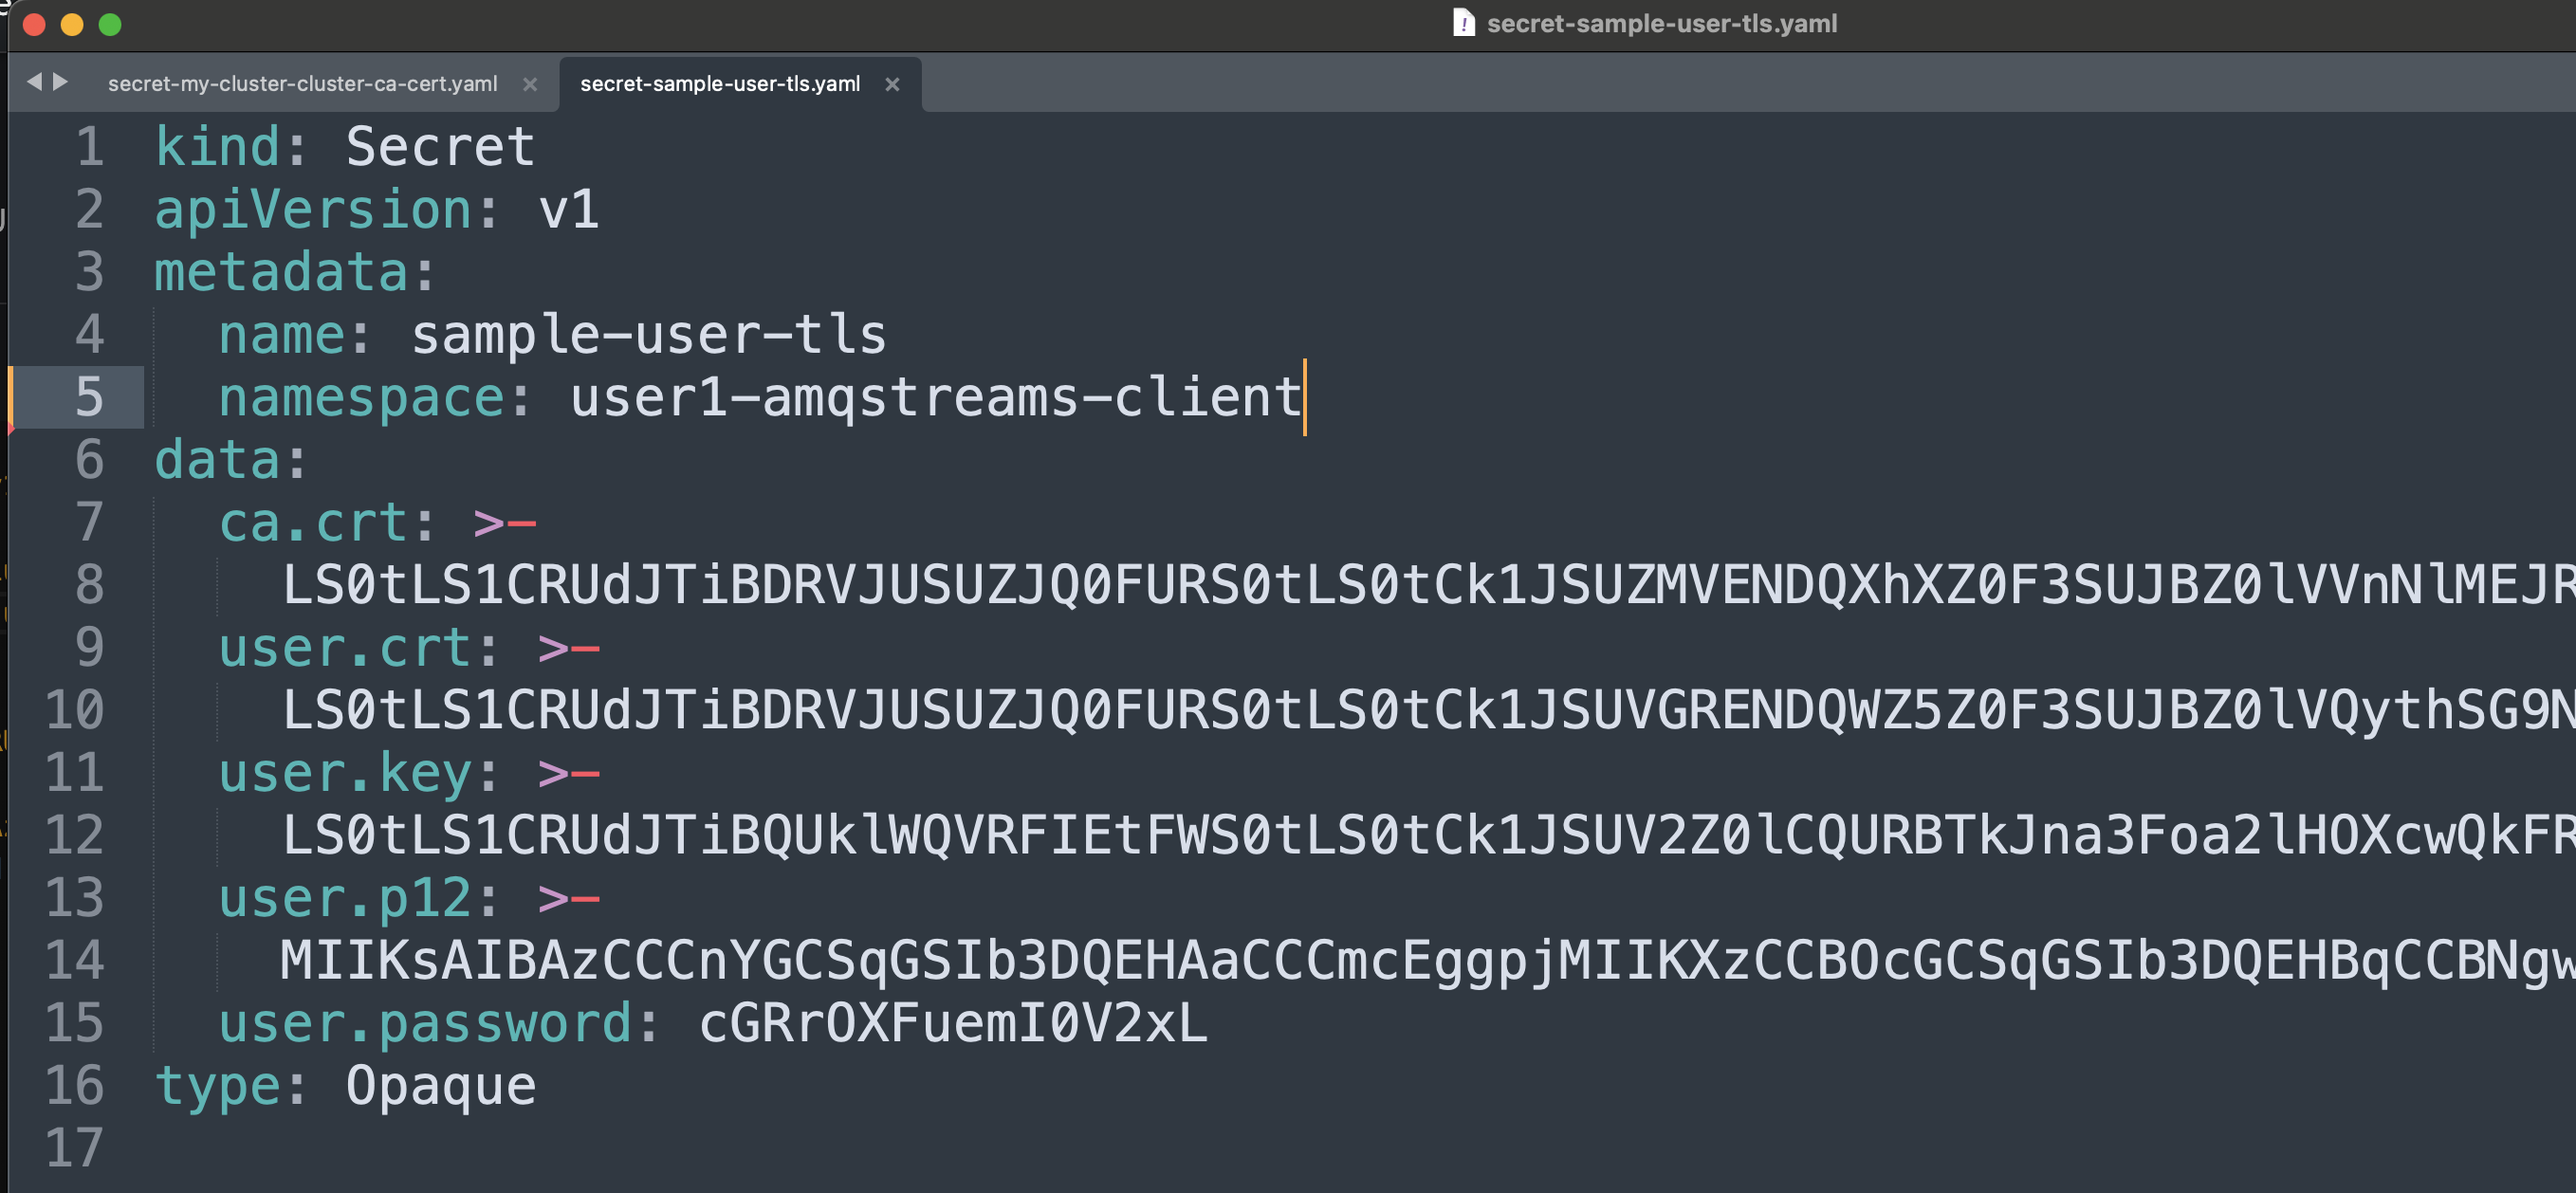 secret-sample-user-tls.yaml
secret-my-cluster-cluster-ca-cert.yaml × secret-sample-user-tls.yaml ×
1 kind: Secret
2 apiVersion: v1
3 metadata:
4 name: sample-user-tls
5 namespace: user1-amqstreams-client
6 data:
7 ca.crt: >-
8 LS0tLS1CRUdJTiBDRVJUSUZJQ0FURS0tLS0tCk1JSUZMVENDQXhXZ0F3SUJBZ0lVVnNlMEJR
9 user.crt: >-
10 LS0tLS1CRUdJTiBDRVJUSUZJQ0FURS0tLS0tCk1JSUVGRENDQWZ5Z0F3SUJBZ0lVQythSG9N
11 user.key: >-
12 LS0tLS1CRUdJTiBQUklWQVRFIEtFWS0tLS0tCk1JSUV2Z0lCQURBTkJna3Foa2lHOXcwQkFR
13 user.p12: >-
14 MIIKsAIBAzCCCnYGCSqGSIb3DQEHAaCCCmcEggpjMIIKXzCCBOcGCSqGSIb3DQEHBqCCBNgw
15 user.password: cGRrOXFuemI0V2xL
16 type: Opaque
17